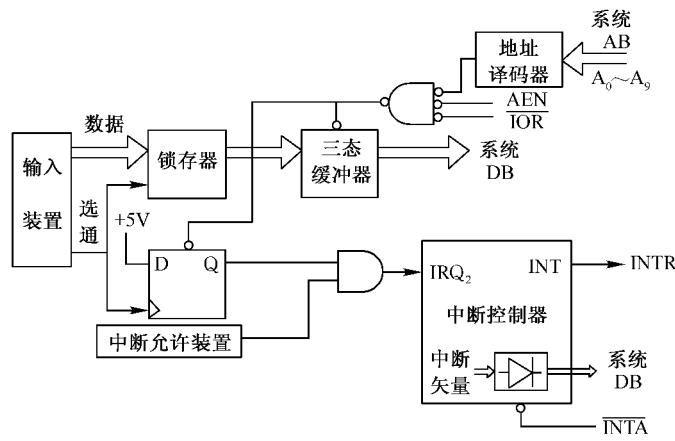 系统
AB
地址
译码器
A₀～A₉
AEN
I̅O̅R̅
数据
输入
装置
锁存器
三态
缓冲器
系统
DB
选通
+5V
D Q
中断允许装置
IRQ₂ INT
INTR
中断控制器
中断
矢量
系统
DB
I̅N̅T̅A̅